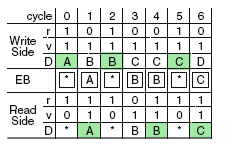 cycle 0 1 2 3 4 5 6
Write Side
r 1 0 1 0 0 1 0
v 1 1 1 1 1 1 1
D A B B C C C D
EB * A * B B * C
Read Side
r 1 1 1 0 1 1 1
v 0 1 0 1 1 0 1
D * A * B B * C